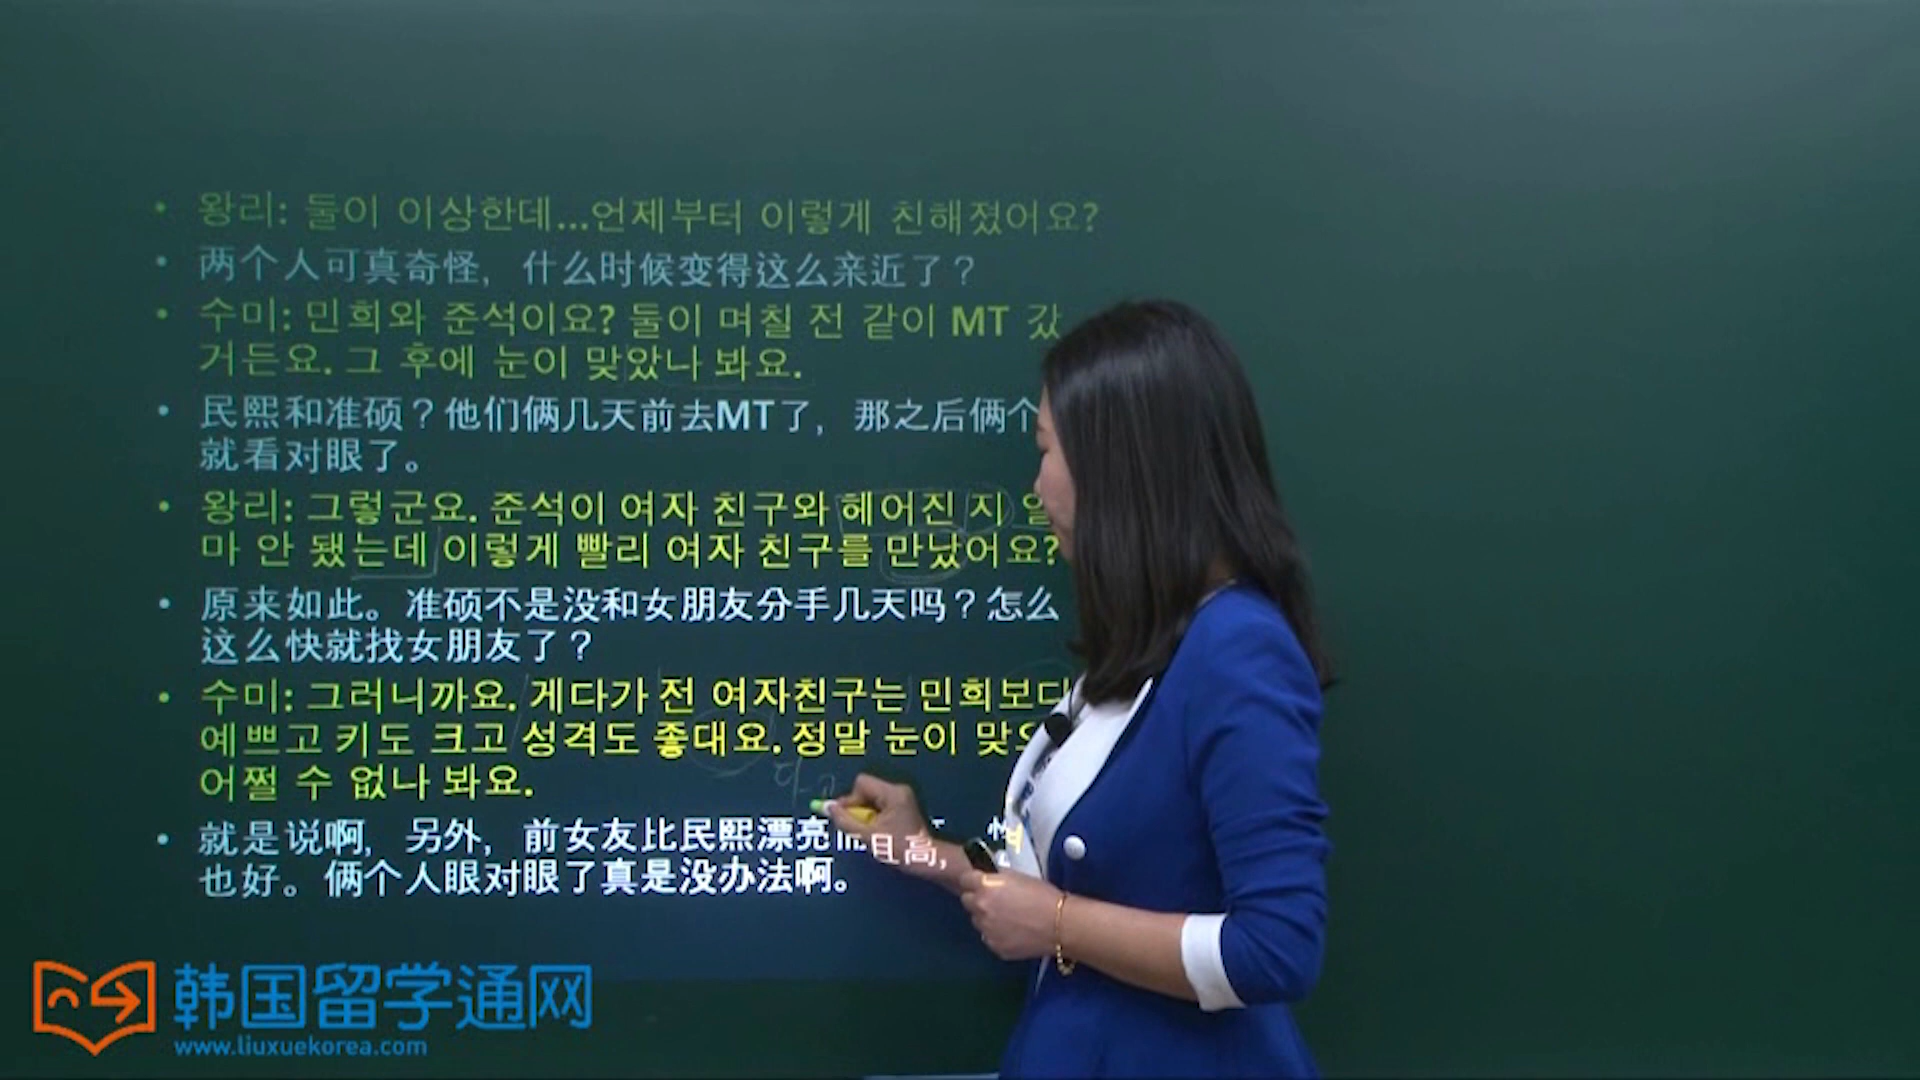 • 왕리: 둘이 이상한데...언제부터 이렇게 친해졌어요?
• 两个人可真奇怪，什么时候变得这么亲近了？
• 수미: 민희와 준석이요? 둘이 며칠 전 같이 MT 갔
거든요. 그 후에 눈이 맞았나 봐요.
• 民熙和准硕？他们俩几天前去MT了，那之后俩个
就看对眼了。
• 왕리: 그렇군요. 준석이 여자 친구와 헤어진 지
마 안 됐는데 이렇게 빨리 여자 친구를 만났어요?
• 原来如此。准硕不是没和女朋友分手几天吗？怎么
这么快就找女朋友了？
• 수미: 그러니까요. 게다가 전 여자친구는 민희보다
예쁘고 키도 크고 성격도 좋대요. 정말 눈이
어쩔 수 없나 봐요.
• 就是说啊，另外，前女友比民熙漂亮 且高，
也好。俩个人眼对眼了真是没办法啊。
韩国留学通网
www.liuxuekorea.com